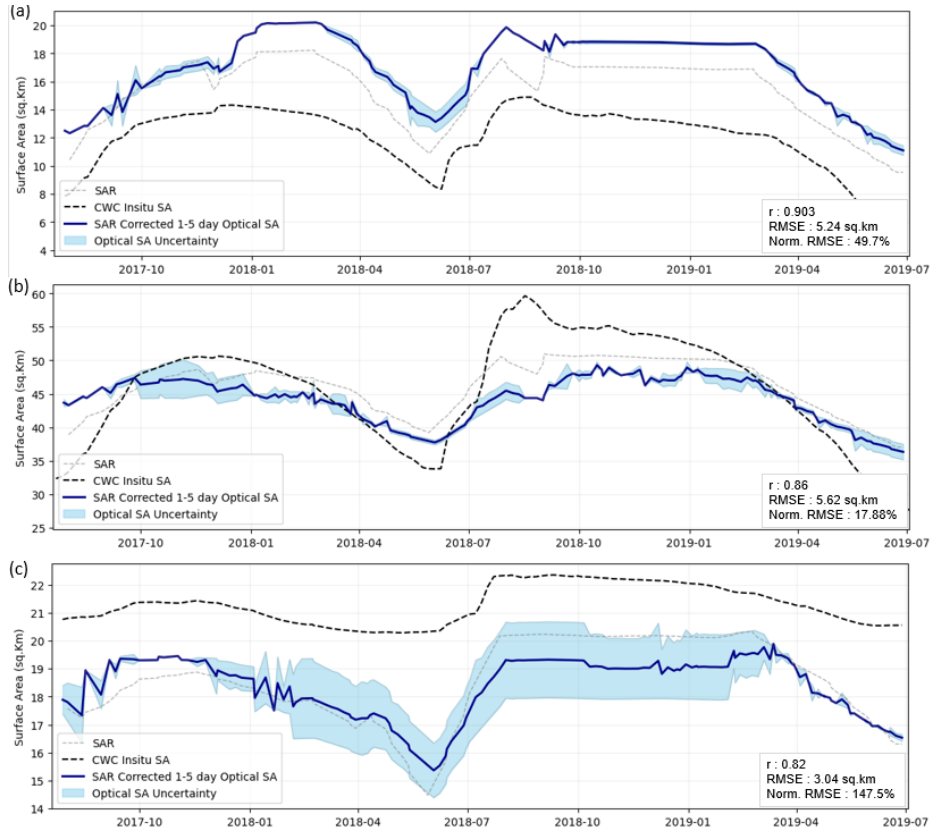 (a)
20
18
16
14
12
10
8
6
4
Surface Area (sq.Km)
SAR
CWC Insitu SA
SAR Corrected 1-5 day Optical SA
Optical SA Uncertainty
r : 0.903
RMSE : 5.24 sq.km
Norm. RMSE : 49.7%
2017-10 2018-01 2018-04 2018-07 2018-10 2019-01 2019-04 2019-07
(b)
60
55
50
45
40
35
30
25
Surface Area (sq.Km)
SAR
CWC Insitu SA
SAR Corrected 1-5 day Optical SA
Optical SA Uncertainty
r : 0.86
RMSE : 5.62 sq.km
Norm. RMSE : 17.88%
2017-10 2018-01 2018-04 2018-07 2018-10 2019-01 2019-04 2019-07
(c)
22
21
20
19
18
17
16
15
14
Surface Area (sq.Km)
SAR
CWC Insitu SA
SAR Corrected 1-5 day Optical SA
Optical SA Uncertainty
r : 0.82
RMSE : 3.04 sq.km
Norm. RMSE : 147.5%
2017-10 2018-01 2018-04 2018-07 2018-10 2019-01 2019-04 2019-07